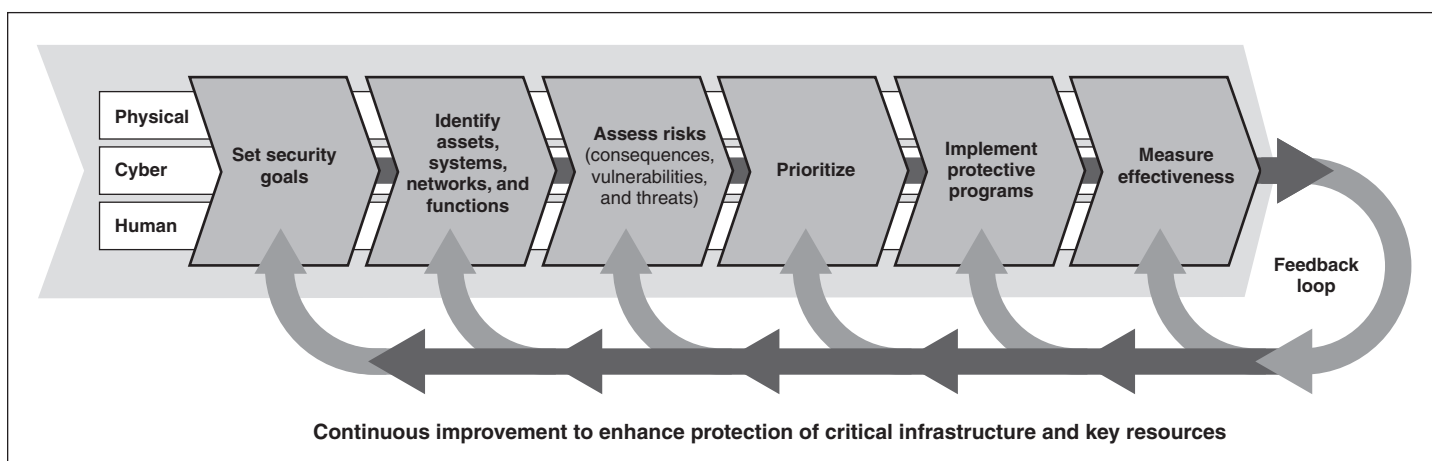 Physical
Cyber
Human
Set security
goals
Identify
assets,
systems,
networks, and
functions
Assess risks
(consequences,
vulnerabilities,
and threats)
Prioritize
Implement
protective
programs
Measure
effectiveness
Feedback
loop
Continuous improvement to enhance protection of critical infrastructure and key resources